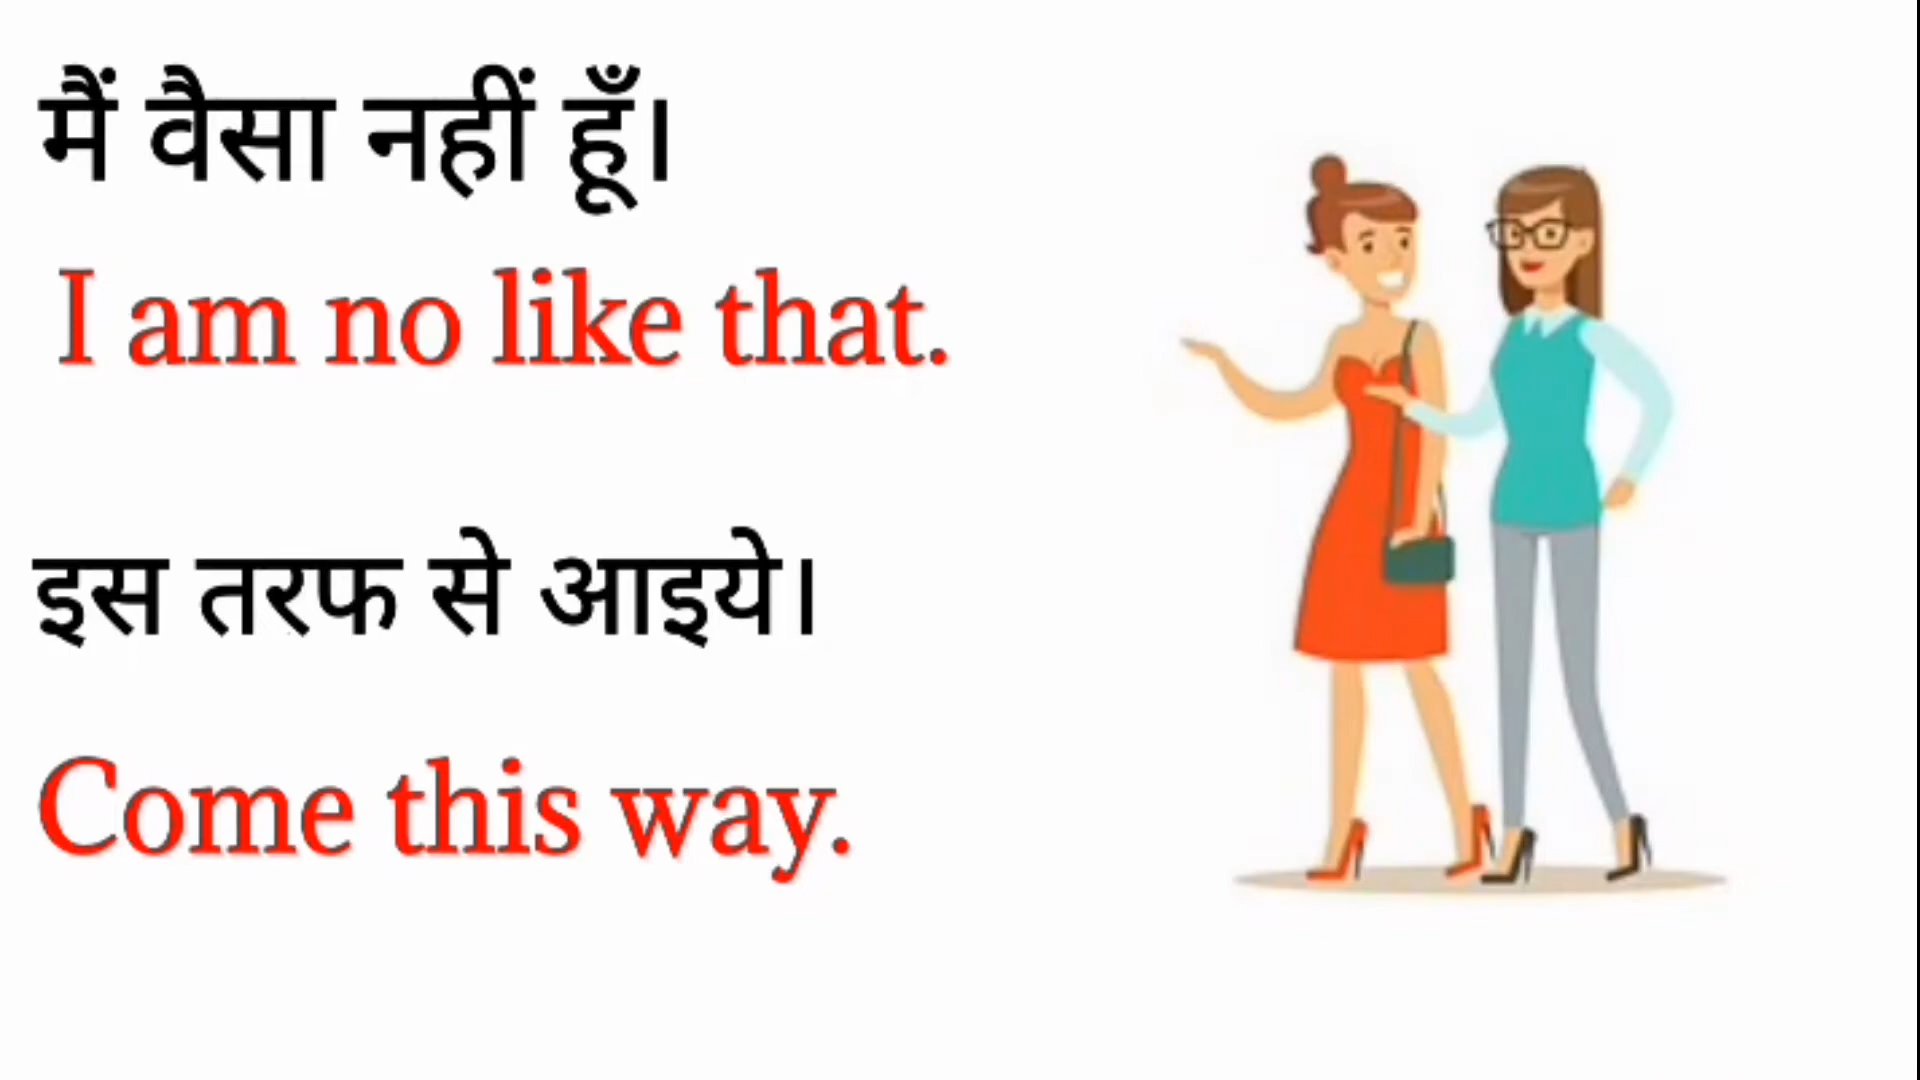 मैं वैसा नहीं हूँ।
I am no like that.
इस तरफ से आइये।
Come this way.